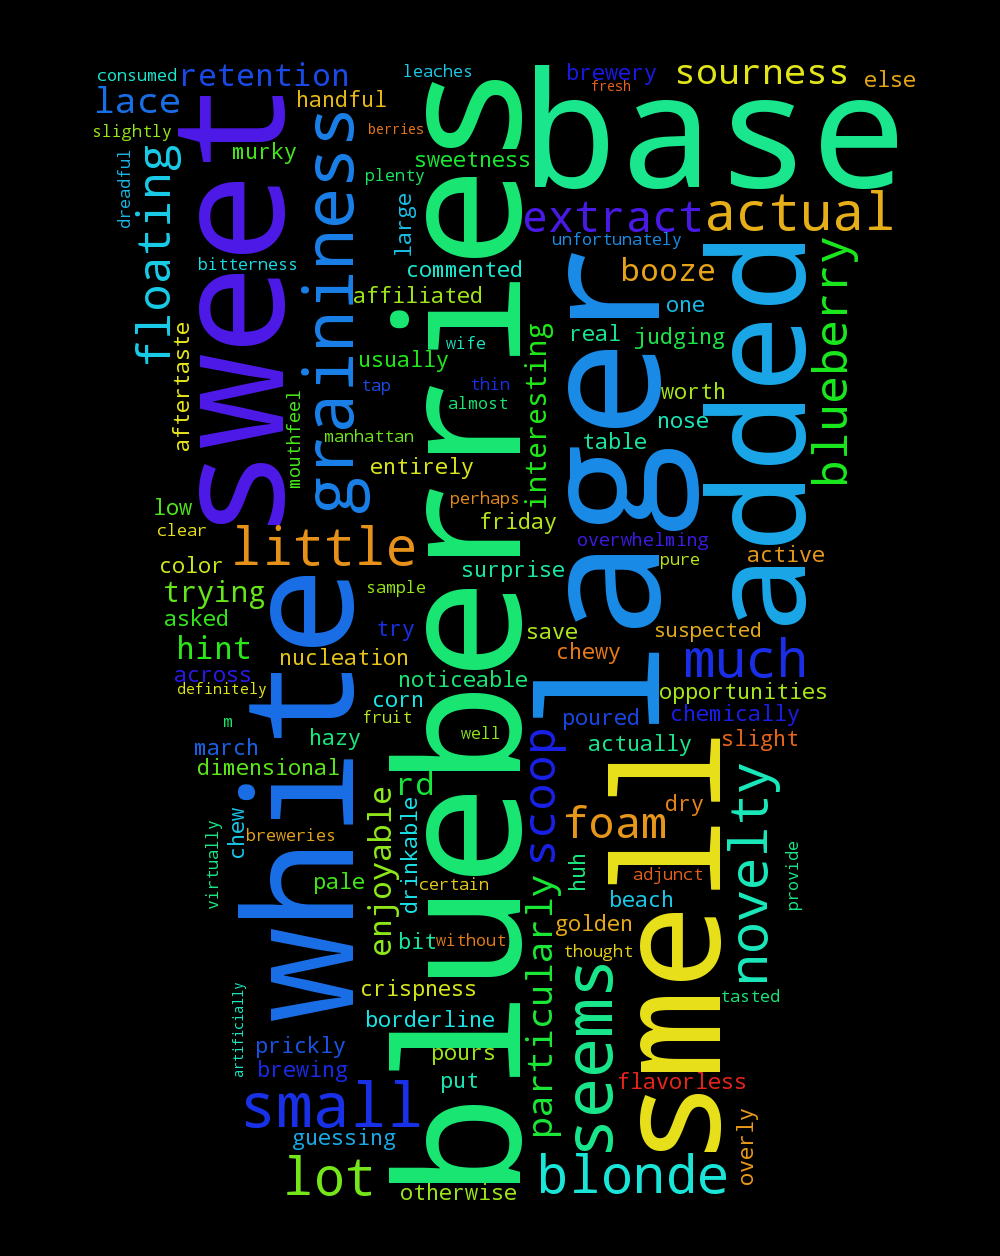 consumed
retention
leaches
brewery
fresh
sourness
else
lace
handful
base
slightly
berries
sweet
murky
sweetness
dreadful
floating
graininess
plenty
blueberries
large
extract
actual
unfortunately
bitterness
commented
booze
affiliated
lager
one
added
blueberry
real
judging
wife
usually
interesting
aftertaste
tap
thin
mouthfeel
almost
worth
nose
manhattan
table
entirely
low
perhaps
friday
clear
little
overwhelming
active
color
surprise
pure
trying
white
sample
asked
try
save
suspected
hint
nucleation
chewy
much
across
noticeable
definitely
corn
opportunities
m
fruit
poured
chemically
march
hazy
well
scoop
actually
slight
dimensional
rd
smell
novelty
virtually
chew
breweries
enjoyable
drinkable
foam
dry
pale
certain
huh
adjunct
provide
beach
bit
without
particularly
golden
thought
crispness
seems
tasted
artificially
borderline
prickly
pours
brewing
put
flavorless
small
guessing
overly
lot
otherwise
blonde